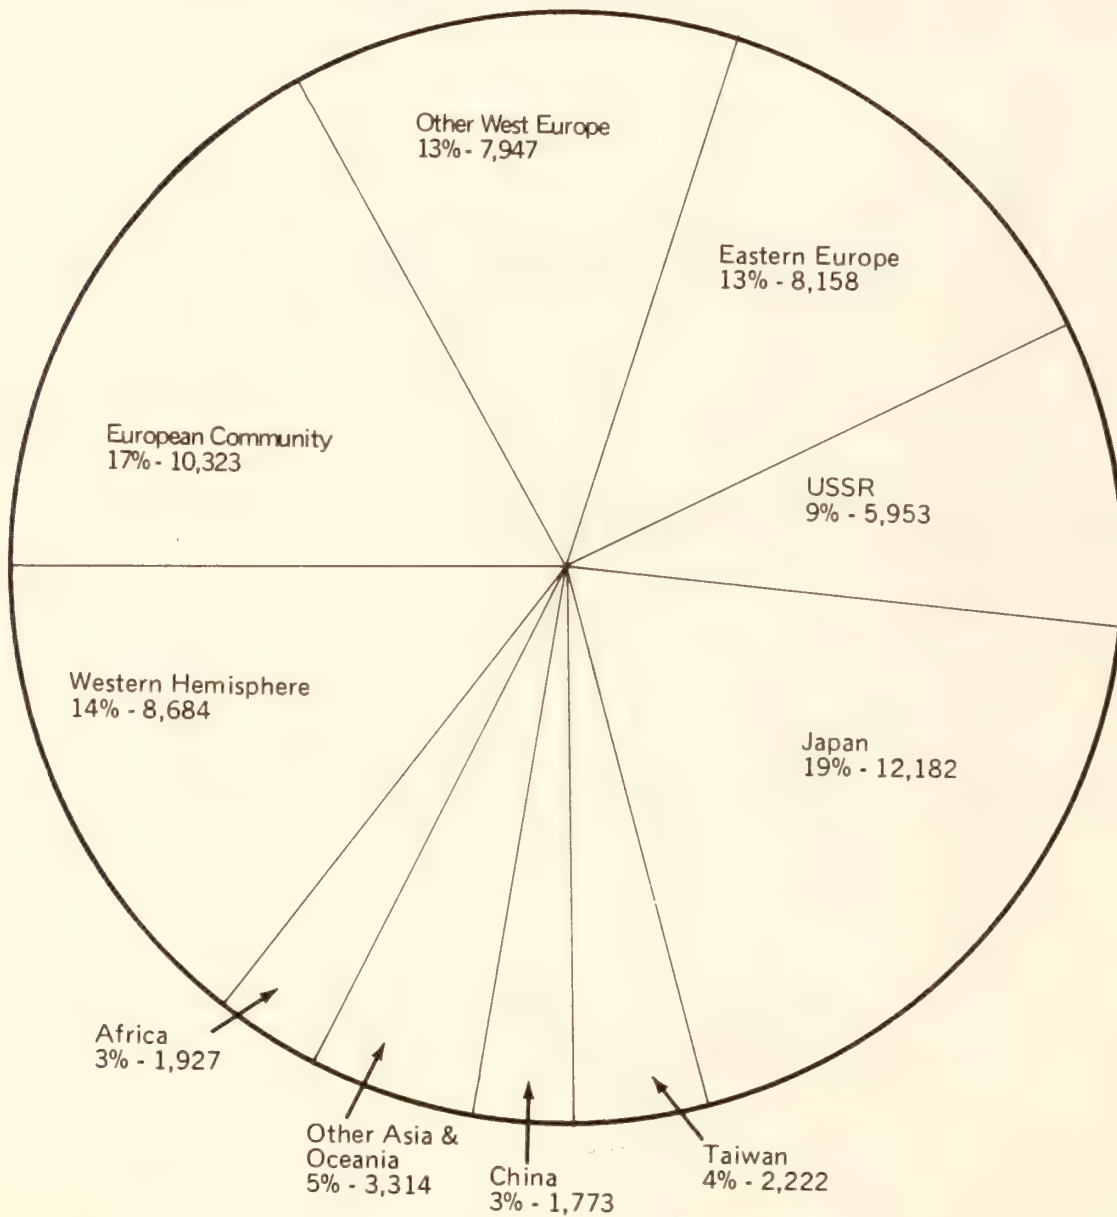 Other West Europe
13% - 7,947
Eastern Europe
13% - 8,158
European Community
17% - 10,323
USSR
9% - 5,953
Western Hemisphere
14% - 8,684
Japan
19% - 12,182
Africa
3% - 1,927
Other Asia &
Oceania
5% - 3,314
China
3% - 1,773
Taiwan
4% - 2,222